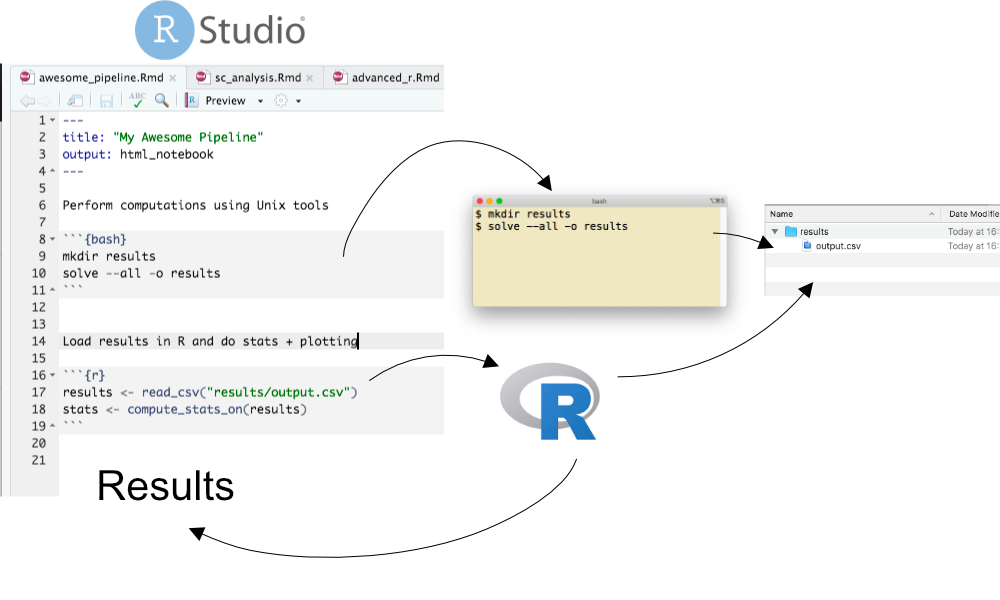 R Studio
awesome_pipeline.Rmd × sc_analysis.Rmd × advanced_r.Rmd
ABC Preview
1 ---
2 title: "My Awesome Pipeline"
3 output: html_notebook
4 ---
5
6 Perform computations using Unix tools
7
8 ```{bash}
9 mkdir results
10 solve --all -o results
11 ```
12
13
14 Load results in R and do stats + plotting
15
16 ```{r}
17 results <- read_csv("results/output.csv")
18 stats <- compute_stats_on(results)
19 ```
20
21
Results
bash ⌥⌘5
$ mkdir results
$ solve --all -o results
R
Name Date Modifie
results Today at 16:
output.csv Today at 16: